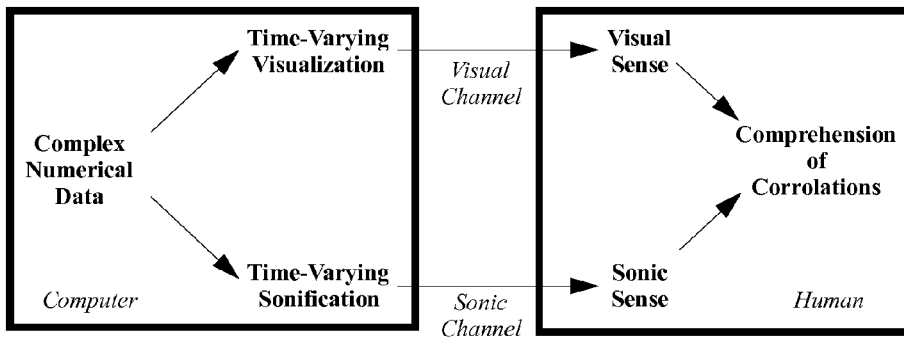 Time-Varying
Visualization
Visual
Channel
Visual
Sense
Complex
Numerical
Data
Comprehension
of
Corrolations
Time-Varying
Sonification
Computer
Sonic
Channel
Sonic
Sense
Human